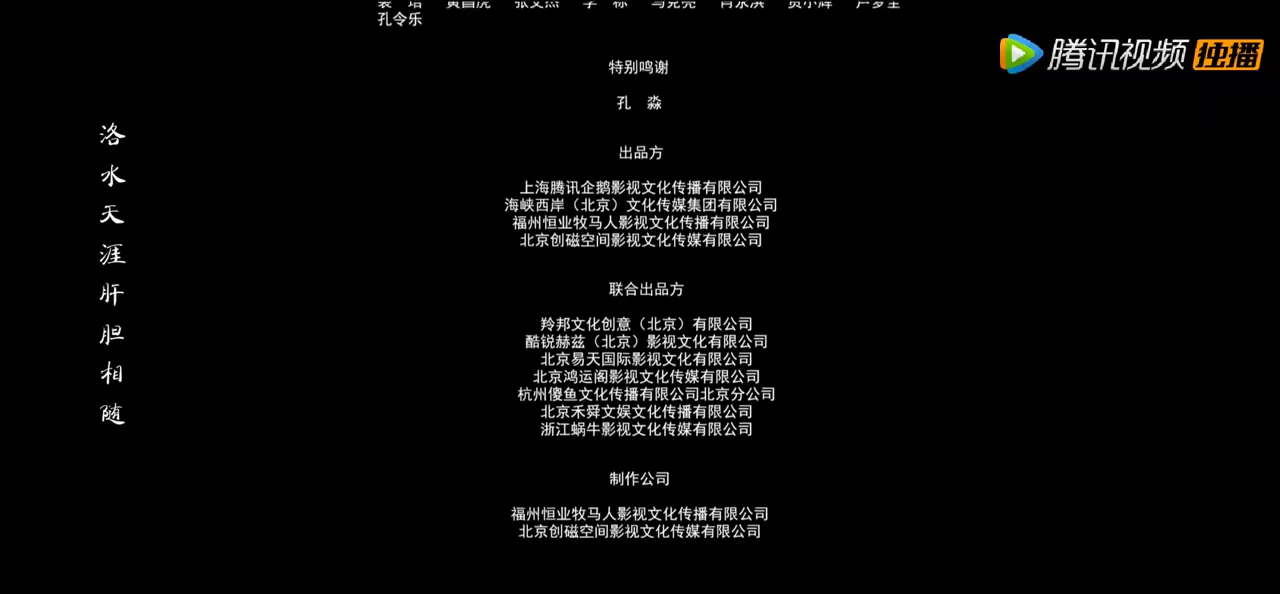 孔令乐
腾讯视频 独播
特别鸣谢
孔 淼
出品方
上海腾讯企鹅影视文化传播有限公司
海峡西岸（北京）文化传媒集团有限公司
福州恒业牧马人影视文化传播有限公司
北京创磁空间影视文化传媒有限公司
联合出品方
羚邦文化创意（北京）有限公司
酷锐赫兹（北京）影视文化有限公司
北京易天国际影视文化有限公司
北京鸿运阁影视文化传媒有限公司
杭州傻鱼文化传播有限公司北京分公司
北京禾舜文娱文化传播有限公司
浙江蜗牛影视文化传媒有限公司
制作公司
福州恒业牧马人影视文化传播有限公司
北京创磁空间影视文化传媒有限公司
洛水天涯肝胆相随